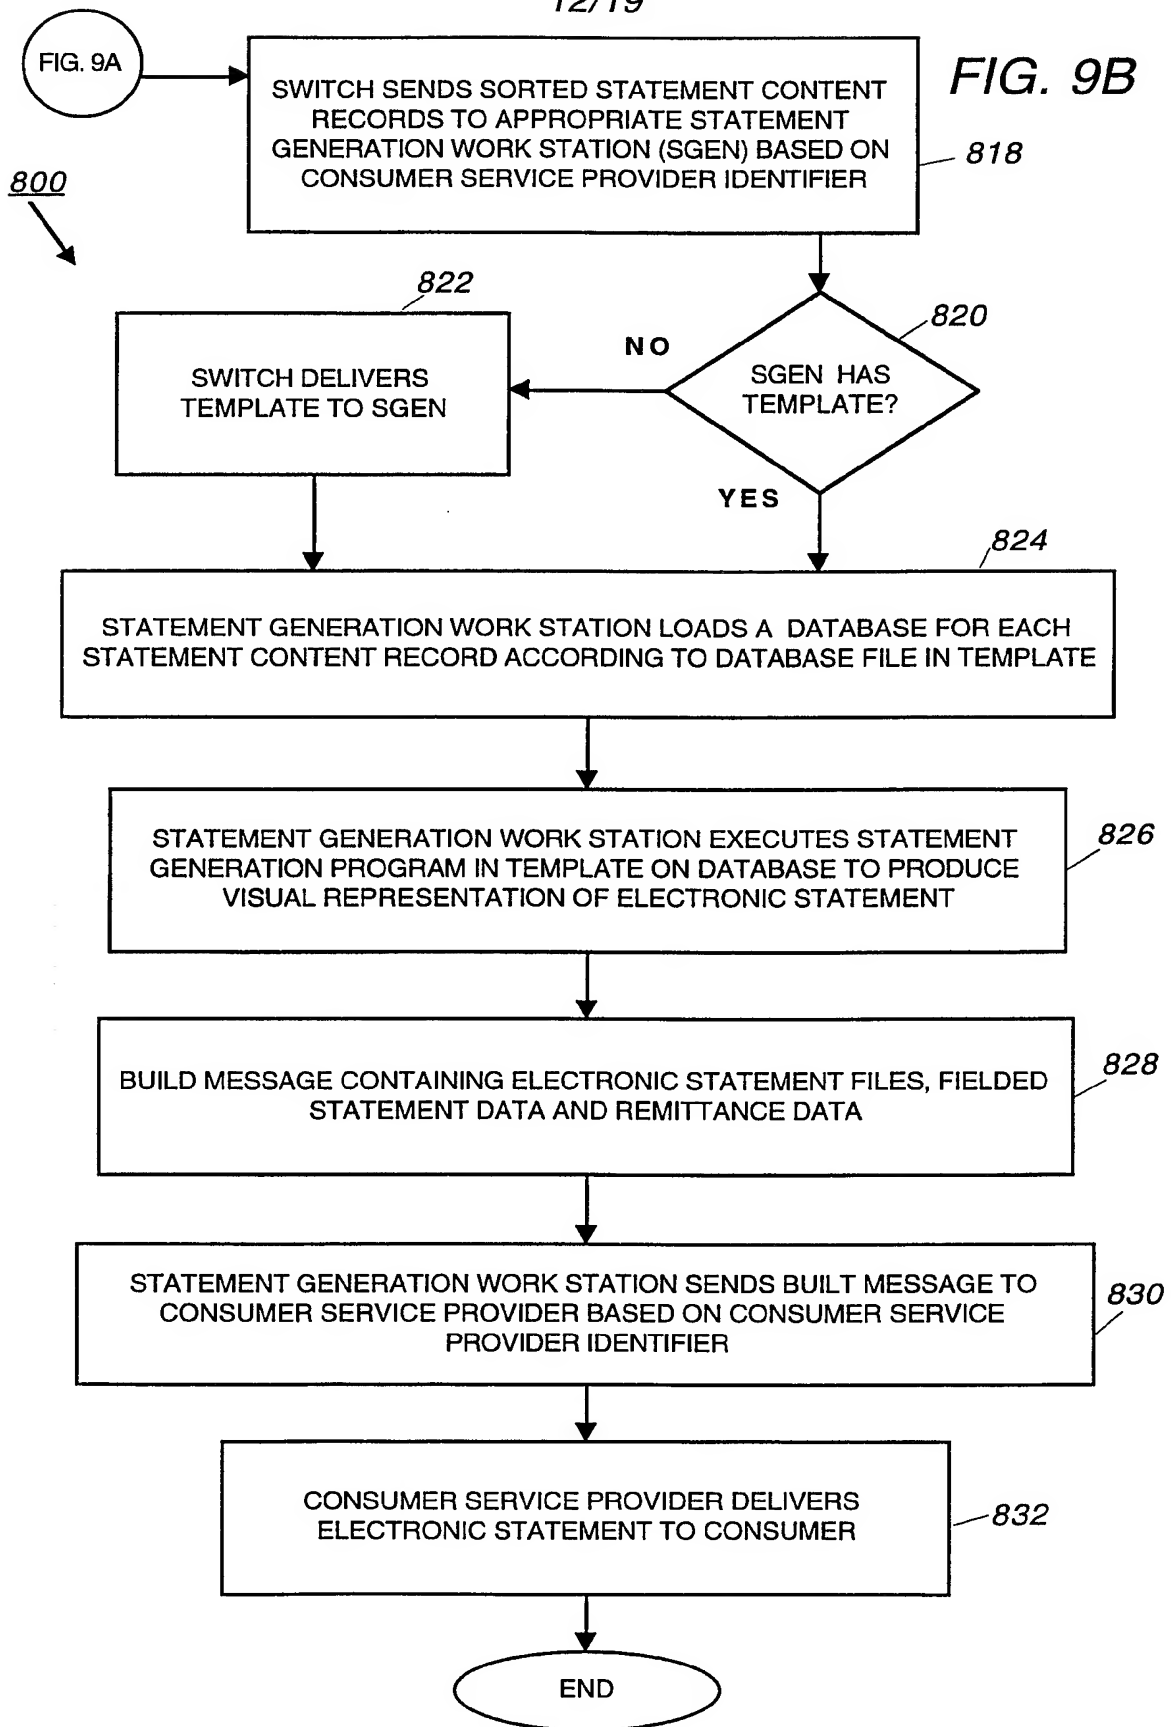 12/19
FIG. 9A
FIG. 9B
SWITCH SENDS SORTED STATEMENT CONTENT
RECORDS TO APPROPRIATE STATEMENT
GENERATION WORK STATION (SGEN) BASED ON
CONSUMER SERVICE PROVIDER IDENTIFIER
818
800
822
820
NO
SWITCH DELIVERS
TEMPLATE TO SGEN
SGEN HAS
TEMPLATE?
YES
824
STATEMENT GENERATION WORK STATION LOADS A DATABASE FOR EACH
STATEMENT CONTENT RECORD ACCORDING TO DATABASE FILE IN TEMPLATE
STATEMENT GENERATION WORK STATION EXECUTES STATEMENT
GENERATION PROGRAM IN TEMPLATE ON DATABASE TO PRODUCE
VISUAL REPRESENTATION OF ELECTRONIC STATEMENT
826
BUILD MESSAGE CONTAINING ELECTRONIC STATEMENT FILES, FIELDED
STATEMENT DATA AND REMITTANCE DATA
828
STATEMENT GENERATION WORK STATION SENDS BUILT MESSAGE TO
CONSUMER SERVICE PROVIDER BASED ON CONSUMER SERVICE
PROVIDER IDENTIFIER
830
CONSUMER SERVICE PROVIDER DELIVERS
ELECTRONIC STATEMENT TO CONSUMER
832
END